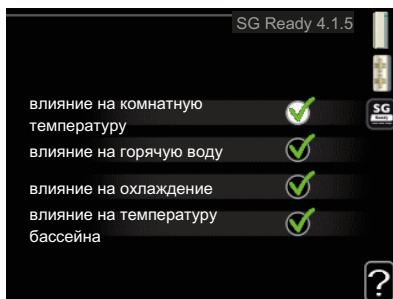 SG Ready 4.1.5
SG
Ready
влияние на комнатную
температуру
влияние на горячую воду
влияние на охлаждение
влияние на температуру
бассейна
?